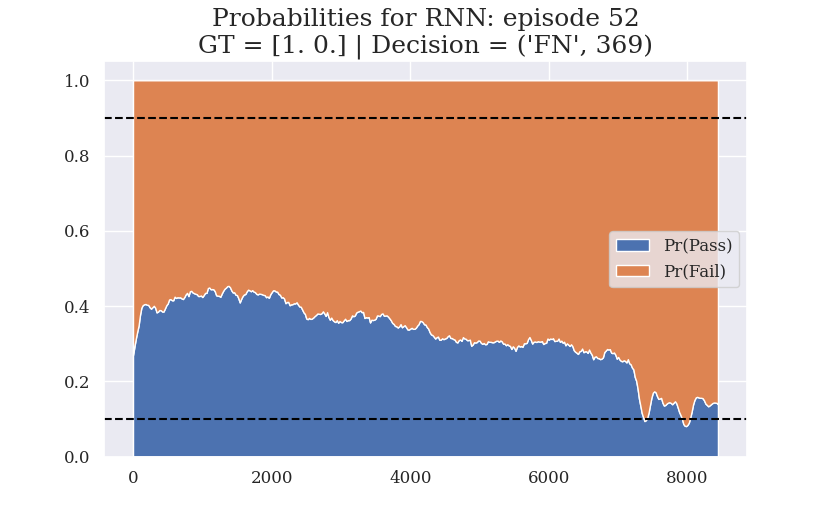 Probabilities for RNN: episode 52
GT = [1. 0.] | Decision = ('FN', 369)
1.0
0.8
0.6
0.4
0.2
0.0
Pr(Pass)
Pr(Fail)
0 2000 4000 6000 8000